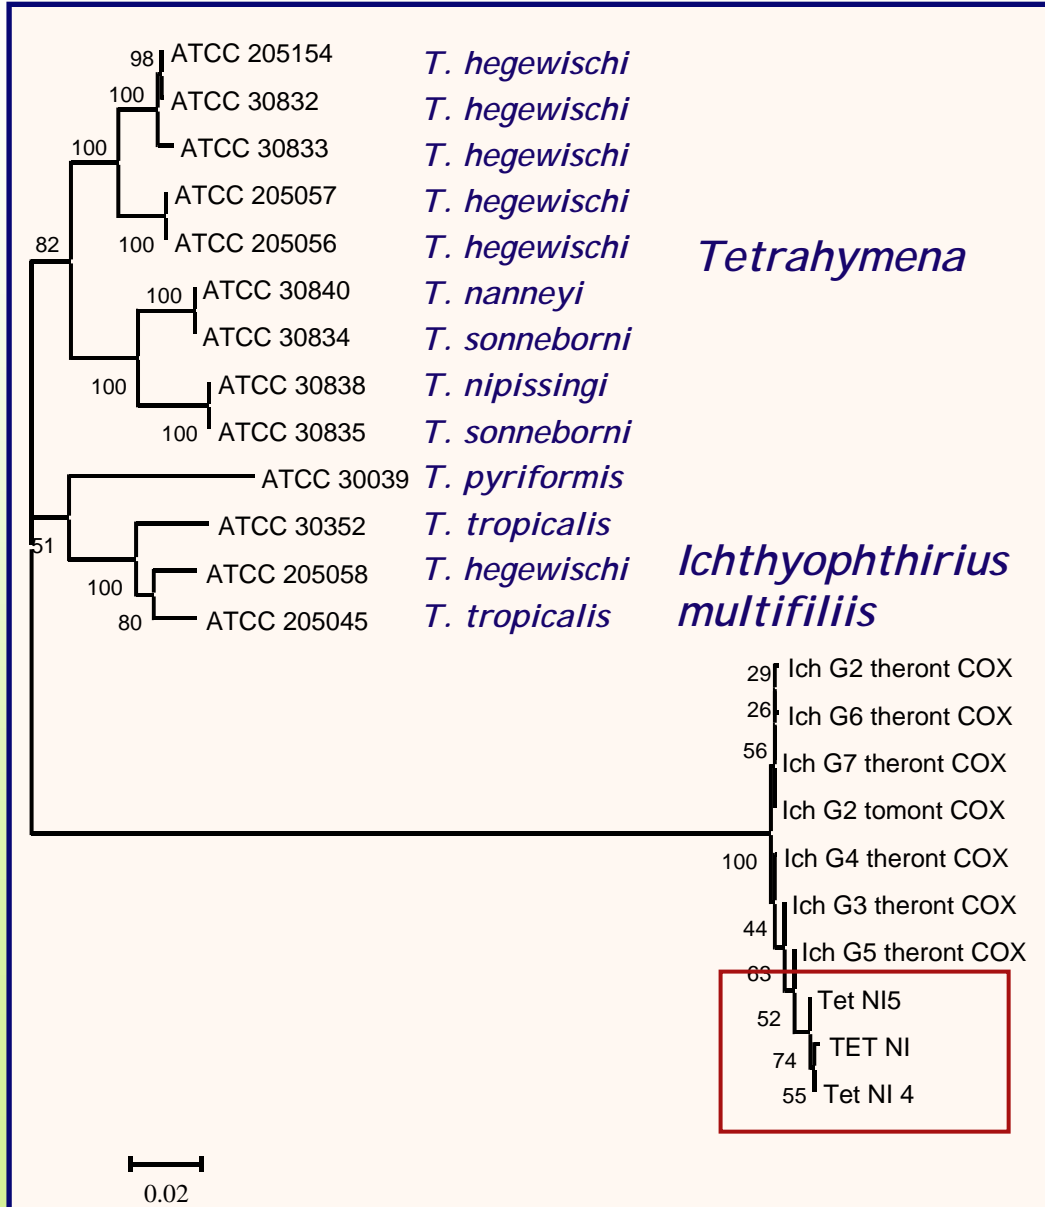 98 ATCC 205154 T. hegewischi
100 ATCC 30832 T. hegewischi
100 ATCC 30833 T. hegewischi
ATCC 205057 T. hegewischi
82 100 ATCC 205056 T. hegewischi
Tetrahymena
100 ATCC 30840 T. nanneyi
ATCC 30834 T. sonneborni
100 ATCC 30838 T. nipissingi
100 ATCC 30835 T. sonneborni
ATCC 30039 T. pyriformis
51 ATCC 30352 T. tropicalis
100 ATCC 205058 T. hegewischi
80 ATCC 205045 T. tropicalis
Ichthyophthirius
multifiliis
29 Ich G2 theront COX
26 Ich G6 theront COX
56 Ich G7 theront COX
Ich G2 tomont COX
100 Ich G4 theront COX
44 Ich G3 theront COX
63 Ich G5 theront COX
52 Tet NI5
74 TET NI
55 Tet NI 4
0.02